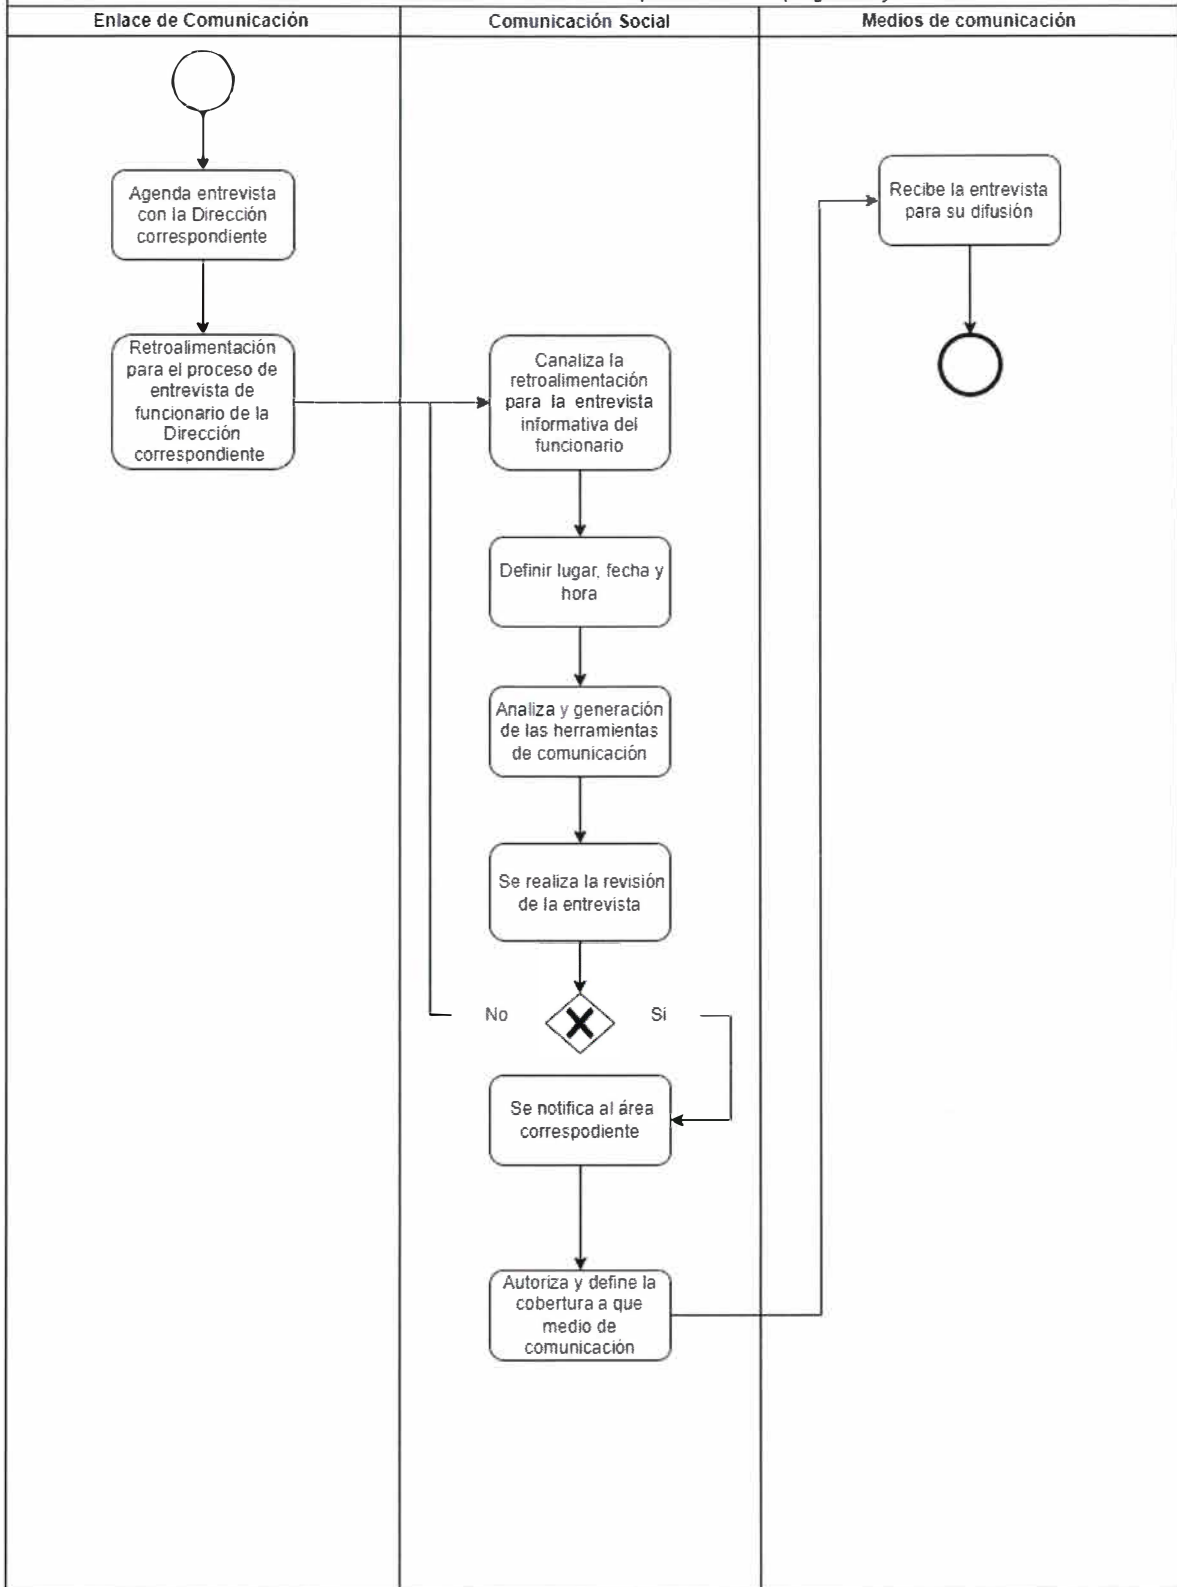 Enlace de Comunicación
Comunicación Social
Medios de comunicación
Agenda entrevista
con la Dirección
correspondiente
Retroalimentación
para el proceso de
entrevista de
funcionario de la
Dirección
correspondiente
Canaliza la
retroalimentación
para la entrevista
informativa del
funcionario
Definir lugar, fecha y
hora
Analiza y generación
de las herramientas
de comunicación
Se realiza la revisión
de la entrevista
No
Si
Se notifica al área
correspodiente
Autoriza y define la
cobertura a que
medio de
comunicación
Recibe la entrevista
para su difusión